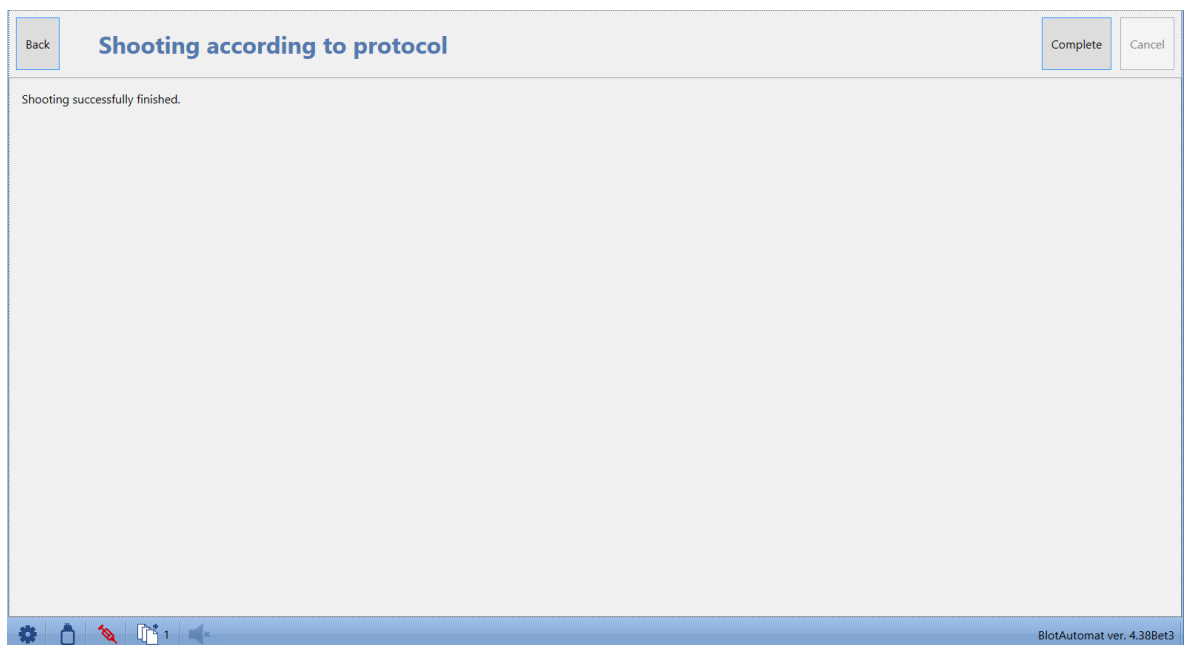 Back
Shooting according to protocol
Complete
Cancel
Shooting successfully finished.
1
BlotAutomat ver. 4.38Bet3